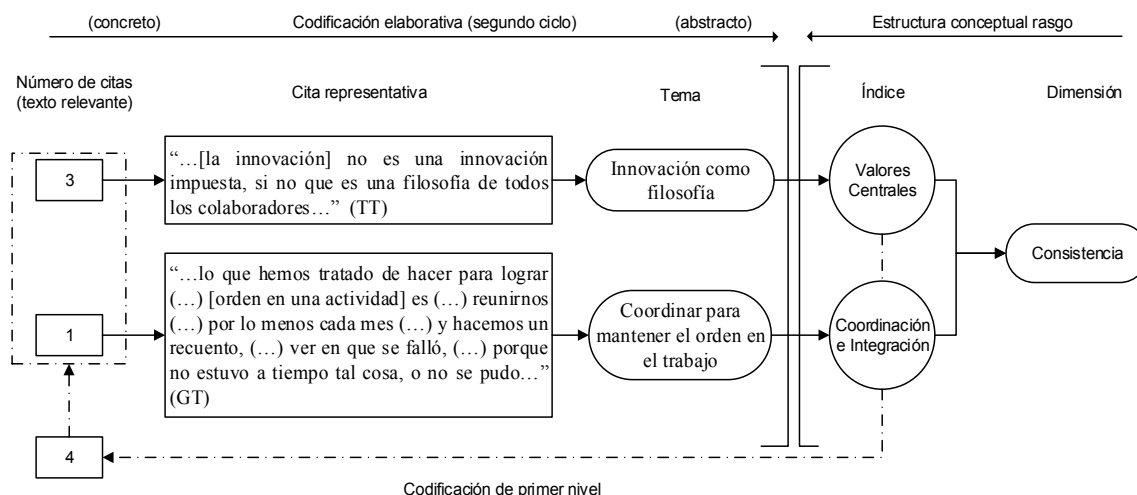 (concreto) Codificación elaborativa (segundo ciclo) (abstracto) Estructura conceptual rasgo
Número de citas
(texto relevante)
Cita representativa
Tema
Índice
Dimensión
3
“…[la innovación] no es una innovación
impuesta, si no que es una filosofía de todos
los colaboradores…” (TT)
Innovación como
filosofía
Valores
Centrales
Consistencia
1
“…lo que hemos tratado de hacer para lograr
(…) [orden en una actividad] es (…) reunirnos
(…) por lo menos cada mes (…) y hacemos un
recuento, (…) ver en que se falló, (…) porque
no estuvo a tiempo tal cosa, o no se pudo…”
(GT)
Coordinar para
mantener el orden en
el trabajo
Coordinación
e Integración
4
Codificación de primer nivel